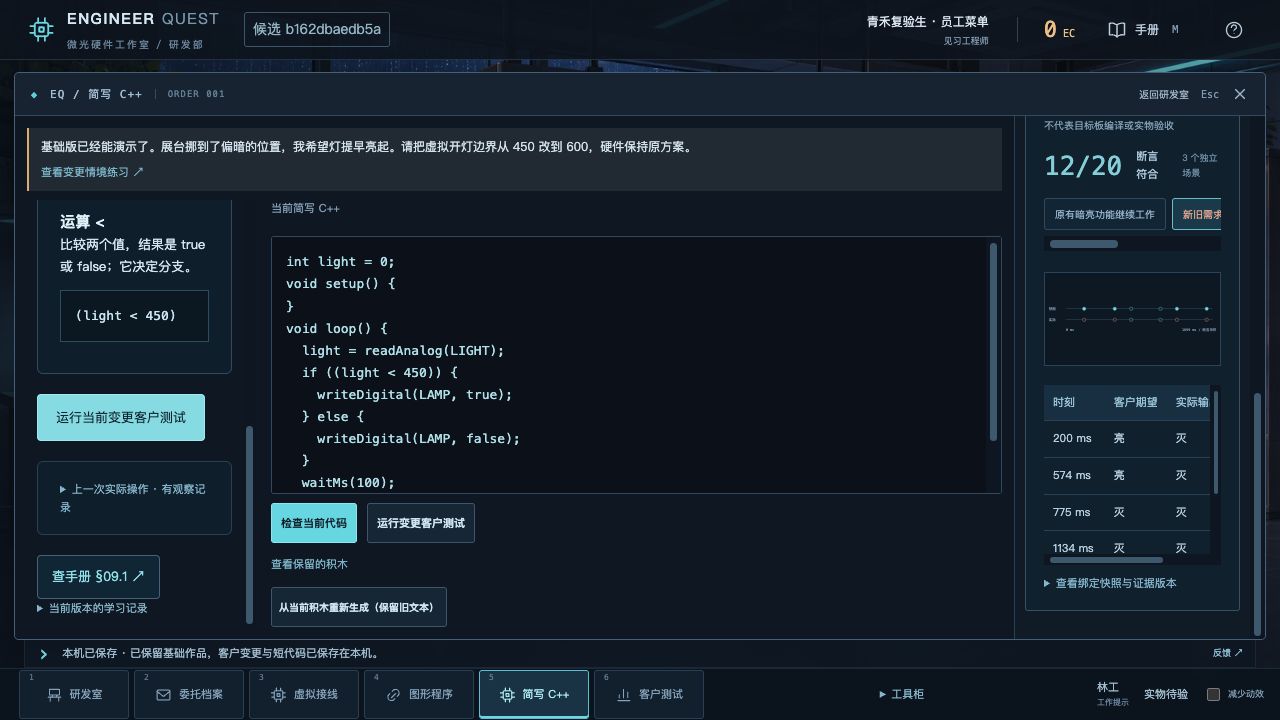 ENGINEER QUEST
微光硬件工作室 / 研发部
候选 b162dbaedb5a
青禾复验生 · 员工菜单
见习工程师
0 EC
手册 M
EQ / 简写 C++
ORDER 001
返回研发室 Esc
基础版已经能演示了。展台挪到了偏暗的位置，我希望灯提早亮起。请把虚拟开灯边界从 450 改到 600，硬件保持原方案。
查看变更情境练习 ↗
运算 <
比较两个值，结果是 true
或 false；它决定分支。
(light < 450)
运行当前变更客户测试
上一次实际操作 · 有观察记
录
查手册 §09.1 ↗
当前版本的学习记录
当前简写 C++
int light = 0;
void setup() {
}
void loop() {
light = readAnalog(LIGHT);
if ((light < 450)) {
writeDigital(LAMP, true);
} else {
writeDigital(LAMP, false);
}
waitMs(100);
检查当前代码
运行变更客户测试
查看保留的积木
从当前积木重新生成（保留旧文本）
不代表目标板编译或实物验收
12/20
断言
符合
3 个独立
场景
原有暗亮功能继续工作
新旧需求
时刻 客户期望 实际输
200 ms 亮 灭
574 ms 亮 灭
775 ms 灭 灭
1134 ms 灭 灭
查看绑定快照与证据版本
本机已保存 · 已保留基础作品，客户变更与短代码已保存在本机。
反馈 ↗
1 研发室
2 委托档案
3 虚拟接线
4 图形程序
5 简写 C++
6 客户测试
工具柜
林工
工作提示
实物待验
减少动效